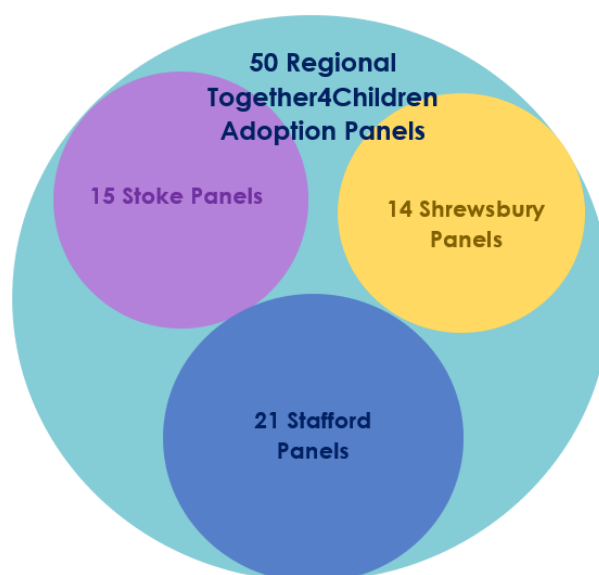 50 Regional
Together4Children
Adoption Panels
15 Stoke Panels
14 Shrewsbury
Panels
21 Stafford
Panels